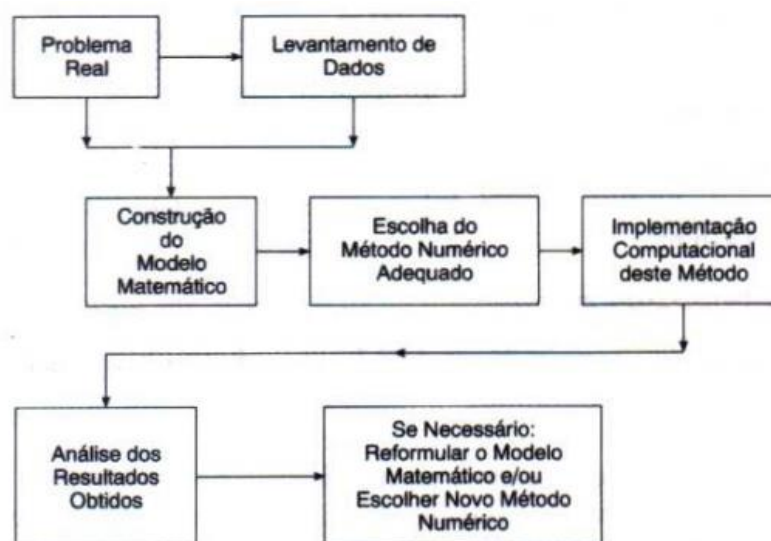 Problema
Real
Levantamento de
Dados
Construção
do
Modelo
Matemático
Escolha do
Método Numérico
Adequado
Implementação
Computacional
deste Método
Análise dos
Resultados
Obtidos
Se Necessário:
Reformular o Modelo
Matemático e/ou
Escolher Novo Método
Numérico